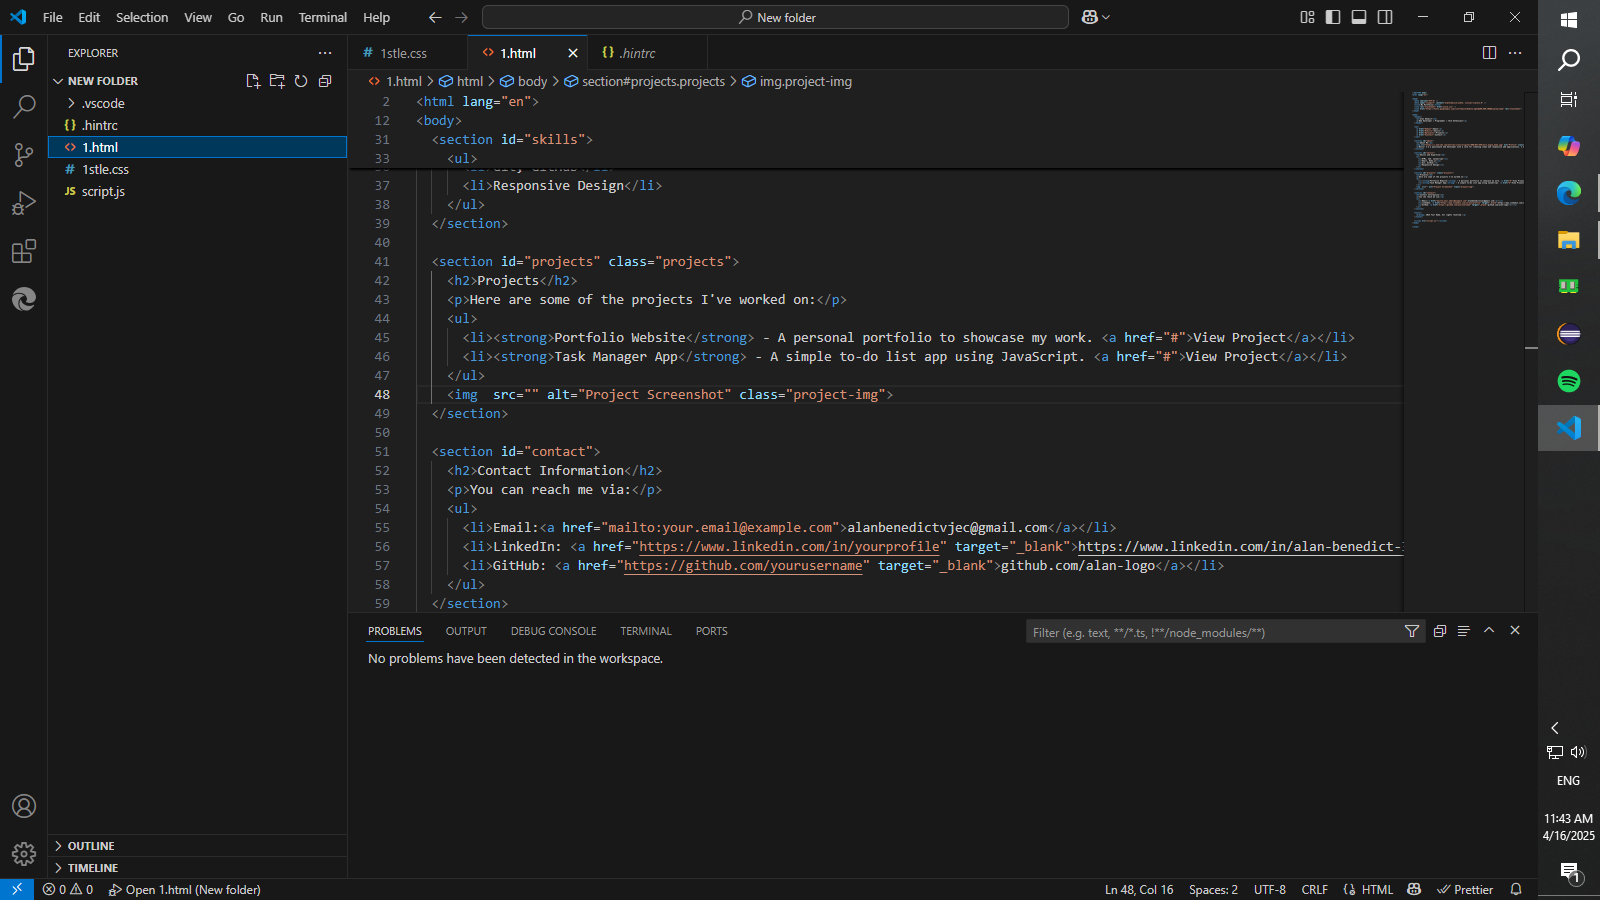 File Edit Selection View Go Run Terminal Help
New folder
EXPLORER
NEW FOLDER
.vscode
.hintrc
1.html
1stle.css
script.js
OUTLINE
TIMELINE
1stle.css 1.html .hintrc
1.html > html > body > section#projects.projects > img.project-img
2 <html lang="en">
12 <body>
31 <section id="skills">
33 <ul>
37 <li>Responsive Design</li>
38 </ul>
39 </section>
40
41 <section id="projects" class="projects">
42 <h2>Projects</h2>
43 <p>Here are some of the projects I've worked on:</p>
44 <ul>
45 <li><strong>Portfolio Website</strong> - A personal portfolio to showcase my work. <a href="#">View Project</a></li>
46 <li><strong>Task Manager App</strong> - A simple to-do list app using JavaScript. <a href="#">View Project</a></li>
47 </ul>
48 <img  src="" alt="Project Screenshot" class="project-img">
49 </section>
50
51 <section id="contact">
52 <h2>Contact Information</h2>
53 <p>You can reach me via:</p>
54 <ul>
55 <li>Email:<a href="mailto:your.email@example.com">alanbenedictvjec@gmail.com</a></li>
56 <li>LinkedIn: <a href="https://www.linkedin.com/in/yourprofile" target="_blank">https://www.linkedin.com/in/alan-benedict-
57 <li>GitHub: <a href="https://github.com/yourusername" target="_blank">github.com/alan-logo</a></li>
58 </ul>
59 </section>
PROBLEMS OUTPUT DEBUG CONSOLE TERMINAL PORTS
Filter (e.g. text, **/*.ts, !**/node_modules/**)
No problems have been detected in the workspace.
0 0 Open 1.html (New folder)
Ln 48, Col 16 Spaces: 2 UTF-8 CRLF HTML Prettier
ENG
11:43 AM
4/16/2025
1